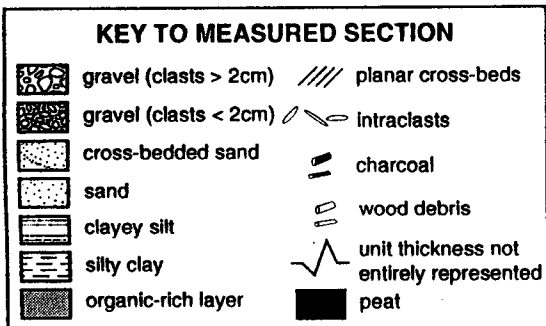 KEY TO MEASURED SECTION
gravel (clasts > 2cm)
gravel (clasts < 2cm)
cross-bedded sand
sand
clayey silt
silty clay
organic-rich layer
planar cross-beds
intraclasts
charcoal
wood debris
unit thickness not
entirely represented
peat